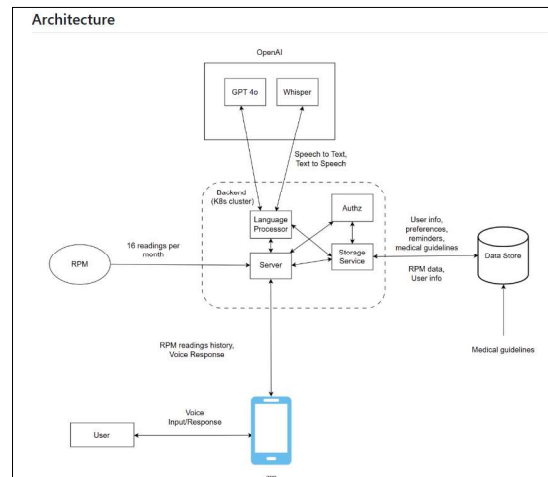 Architecture
OpenAI
GPT 4o
Whisper
Speech to Text,
Text to Speech
Backend
(K8s cluster)
Language
Processor
Authz
User info,
preferences,
reminders,
medical guidelines
16 readings per
month
RPM
Server
Storage
Service
Data Store
RPM data,
User info
RPM readings history,
Voice Response
Medical guidelines
Voice
Input/Response
User